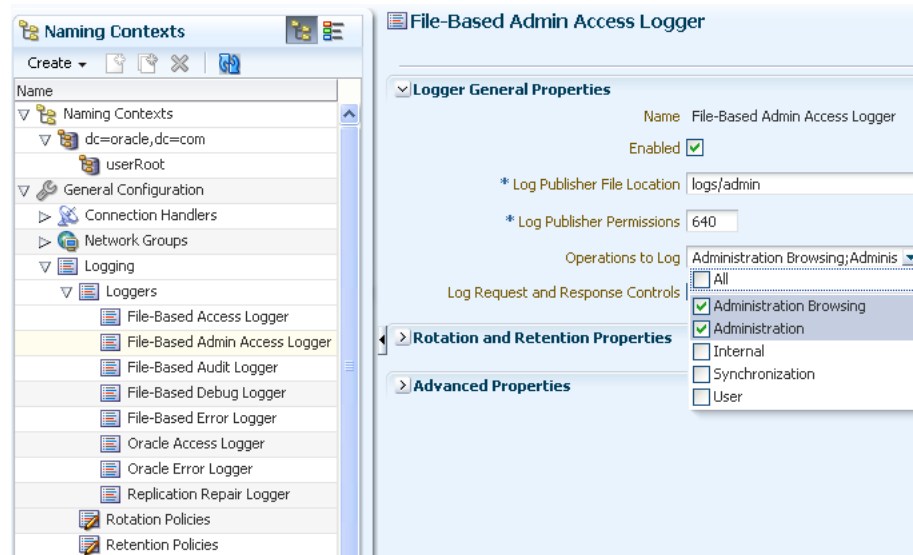 Naming Contexts
Create
Name
Naming Contexts
dc=oracle,dc=com
userRoot
General Configuration
Connection Handlers
Network Groups
Logging
Loggers
File-Based Access Logger
File-Based Admin Access Logger
File-Based Audit Logger
File-Based Debug Logger
File-Based Error Logger
Oracle Access Logger
Oracle Error Logger
Replication Repair Logger
Rotation Policies
Retention Policies
File-Based Admin Access Logger
Logger General Properties
Name File-Based Admin Access Logger
Enabled
* Log Publisher File Location logs/admin
* Log Publisher Permissions 640
Operations to Log Administration Browsing;Adminis
All
Log Request and Response Controls
Administration Browsing
Administration
Internal
Synchronization
User
Rotation and Retention Properties
Advanced Properties